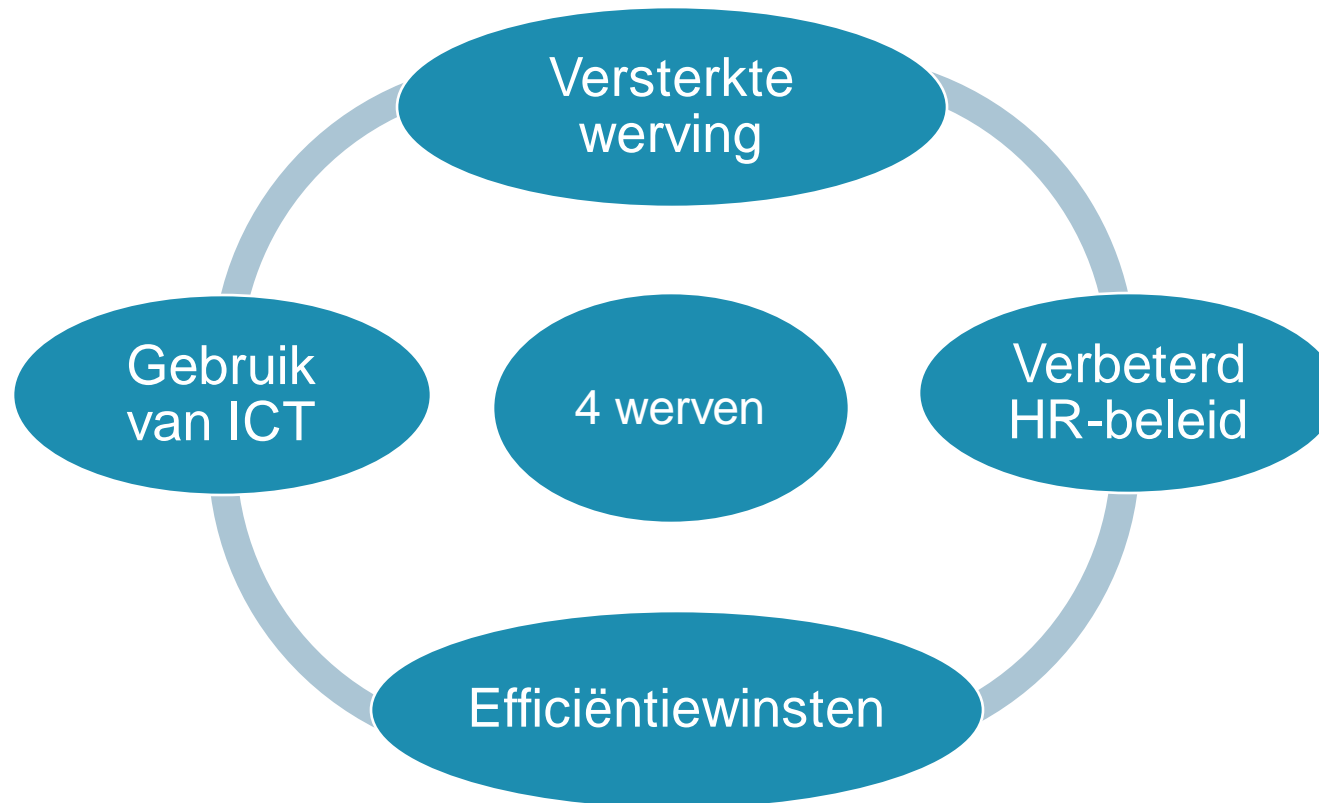 Versterkte
werving
Gebruik
van ICT
4 werven
Verbeterd
HR-beleid
Efficiëntiewinsten